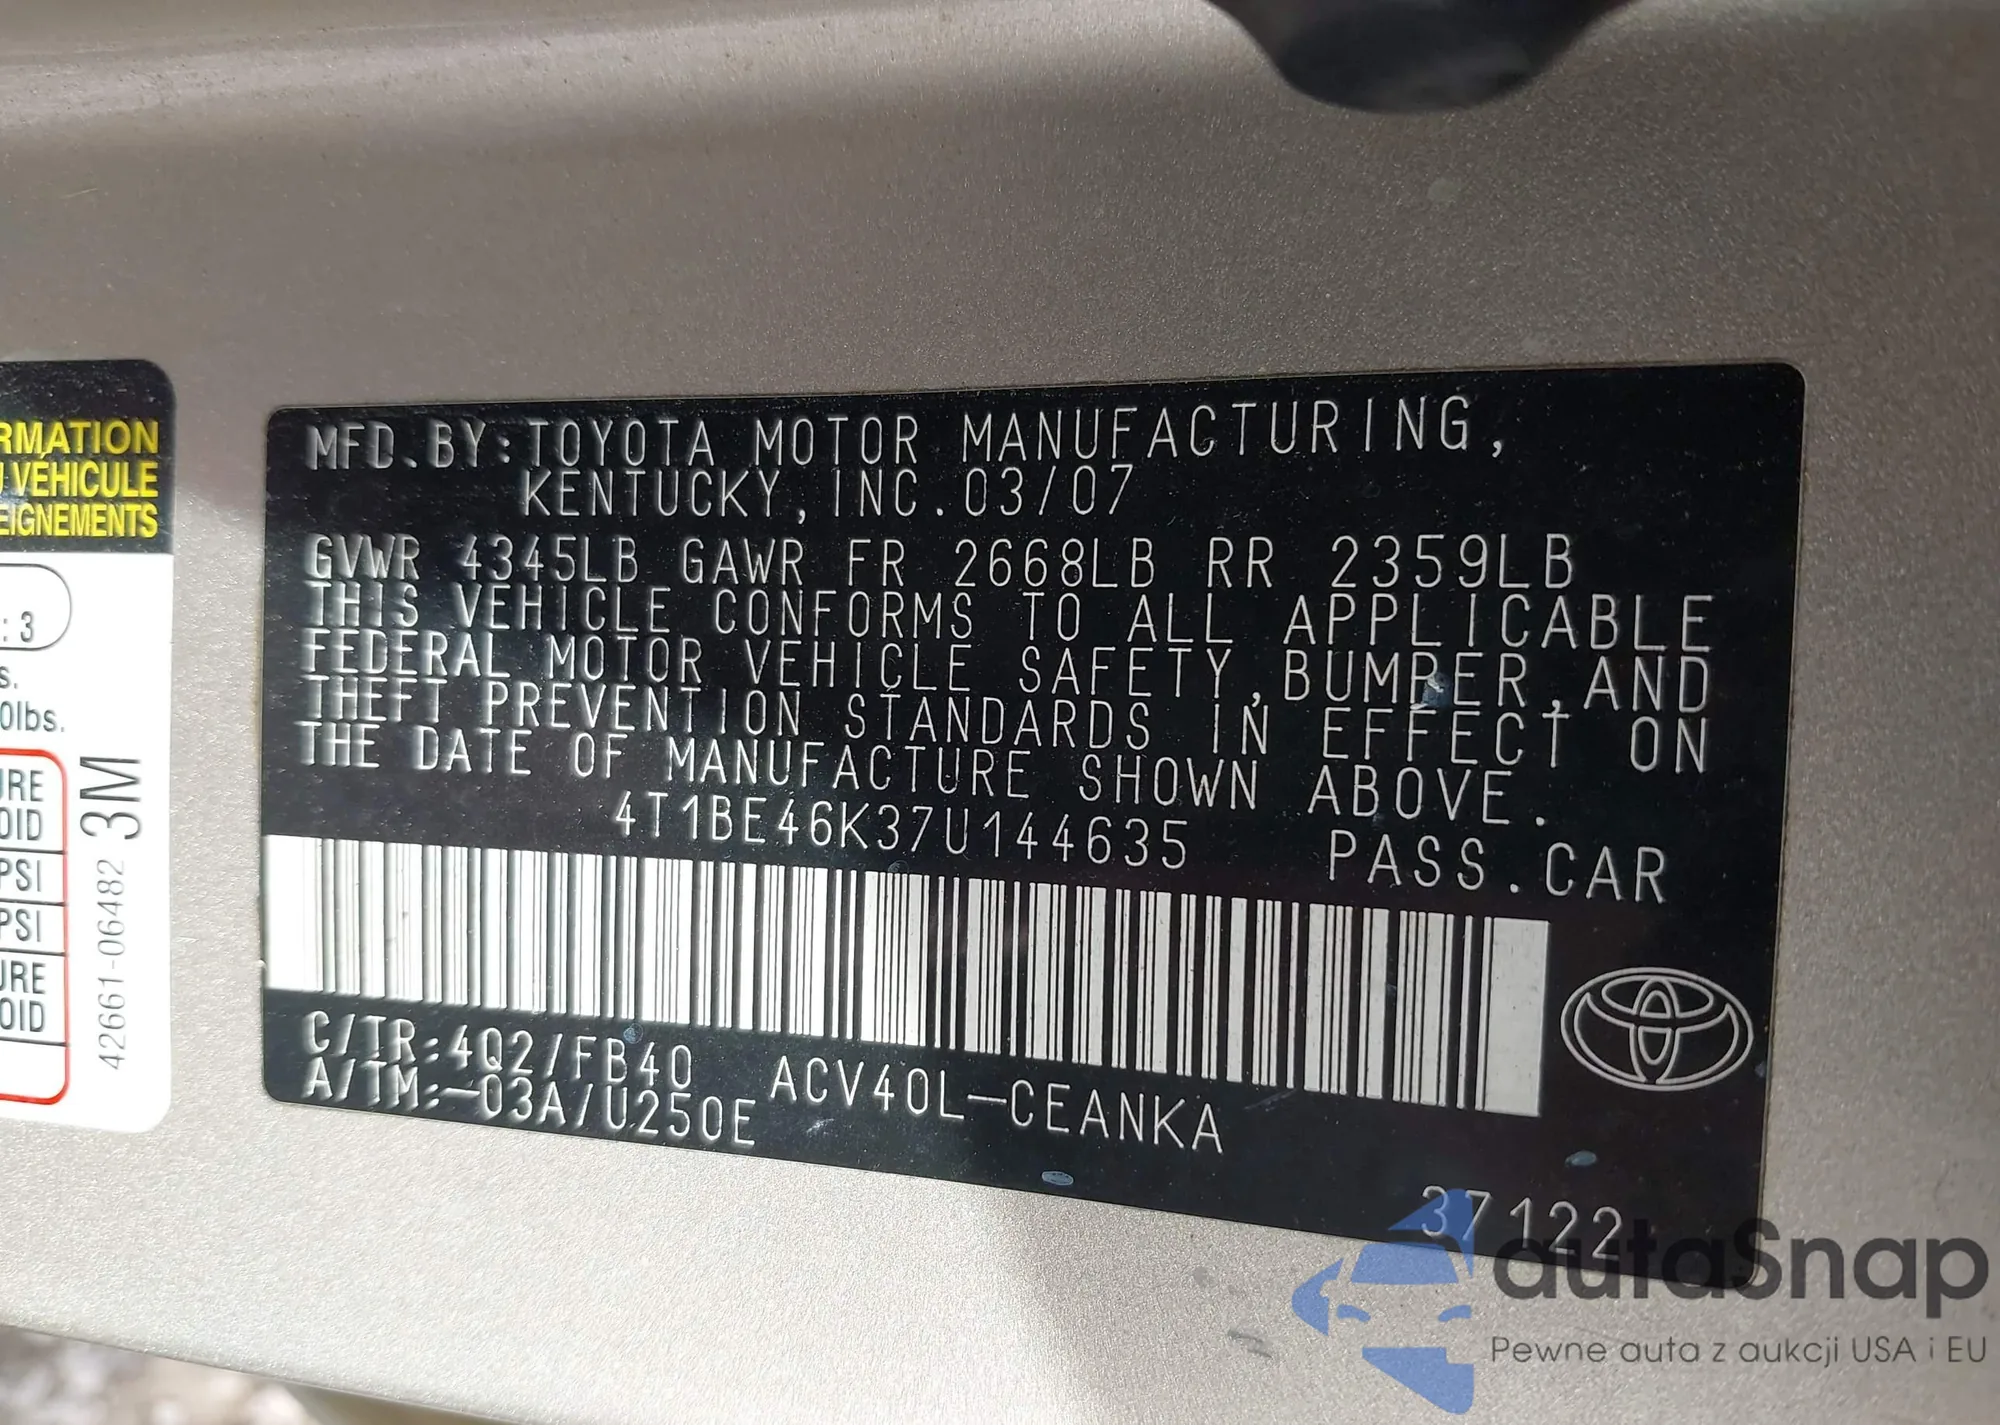 RMATION
VÉHICULE
EIGNEMENTS
: 3
s.
0lbs.
URE
OID
PSI
PSI
URE
OID
42661-06482 3M
MFD.BY:TOYOTA MOTOR MANUFACTURING,
KENTUCKY,INC.03/07
GVWR 4345LB GAWR FR 2668LB RR 2359LB
THIS VEHICLE CONFORMS TO ALL APPLICABLE
FEDERAL MOTOR VEHICLE SAFETY,BUMPER,AND
THEFT PREVENTION STANDARDS IN EFFECT ON
THE DATE OF MANUFACTURE SHOWN ABOVE.
4T1BE46K37U144635 PASS.CAR
C/TR:4Q2/FB40 ACV40L-CEANKA
A/TM:-03A/U250E
37122
autaSnap
Pewne auta z aukcji USA i EU